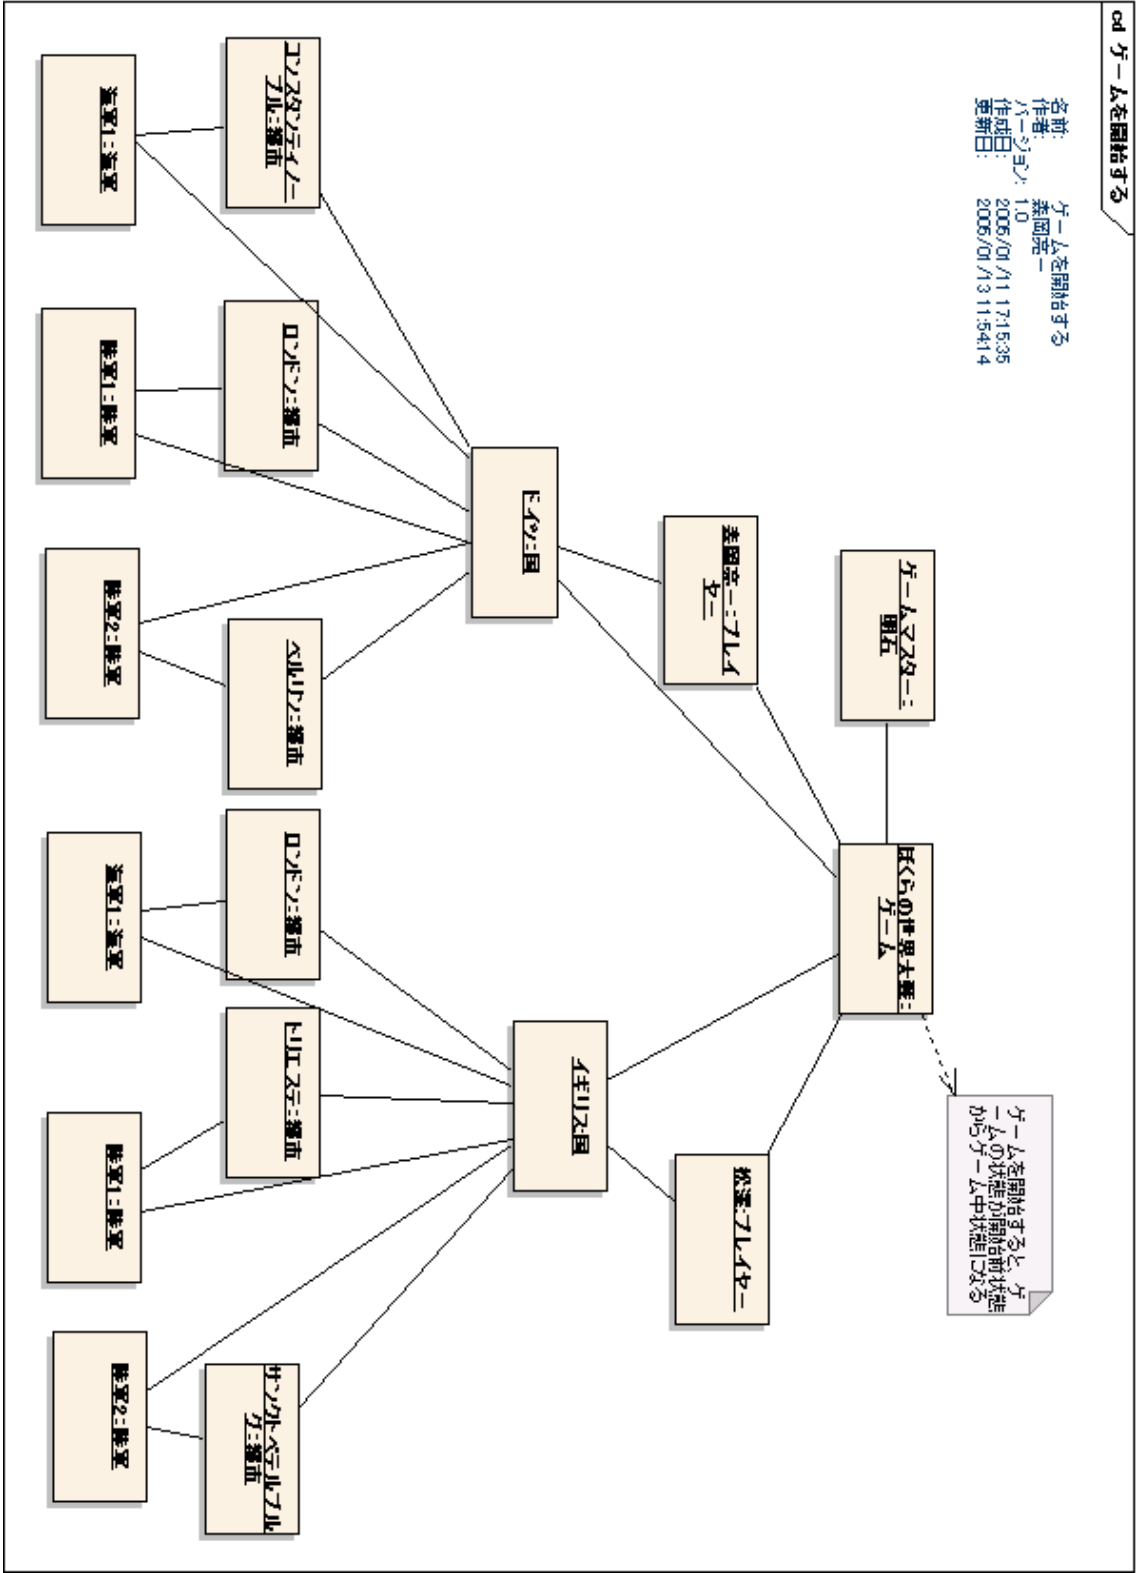 cd ゲームを開始する
名前: ゲームを開始する
作者: 森岡亮一
バージョン: 1.0
作成日: 2005/01/11 17:15:35
更新日: 2005/01/13 11:54:14
ゲームを開始すると、ゲ
ームの状態が開始前状態
からゲーム中状態になる
ゲームマスター:
明石
ぼくらの世界大戦:
ゲーム
森岡亮一:プレイ
ヤー
松澤:プレイヤー
ドイツ:国
イギリス:国
コンスタンティノー
プル:都市
ロンドン:都市
ベルリン:都市
ロンドン:都市
トリエステ:都市
サンクトペテルブル
グ:都市
海軍1:海軍
陸軍1:陸軍
陸軍2:陸軍
海軍1:海軍
陸軍1:陸軍
陸軍2:陸軍